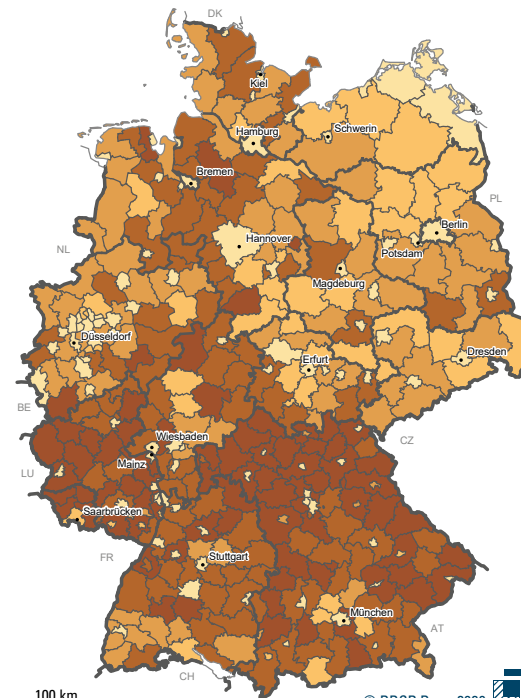 DK
Kiel
Hamburg
Schwerin
Bremen
PL
Berlin
NL
Hannover
Potsdam
Magdeburg
Düsseldorf
Dresden
Erfurt
BE
Wiesbaden
CZ
Mainz
LU
Saarbrücken
FR
Stuttgart
München
AT
CH
100 km